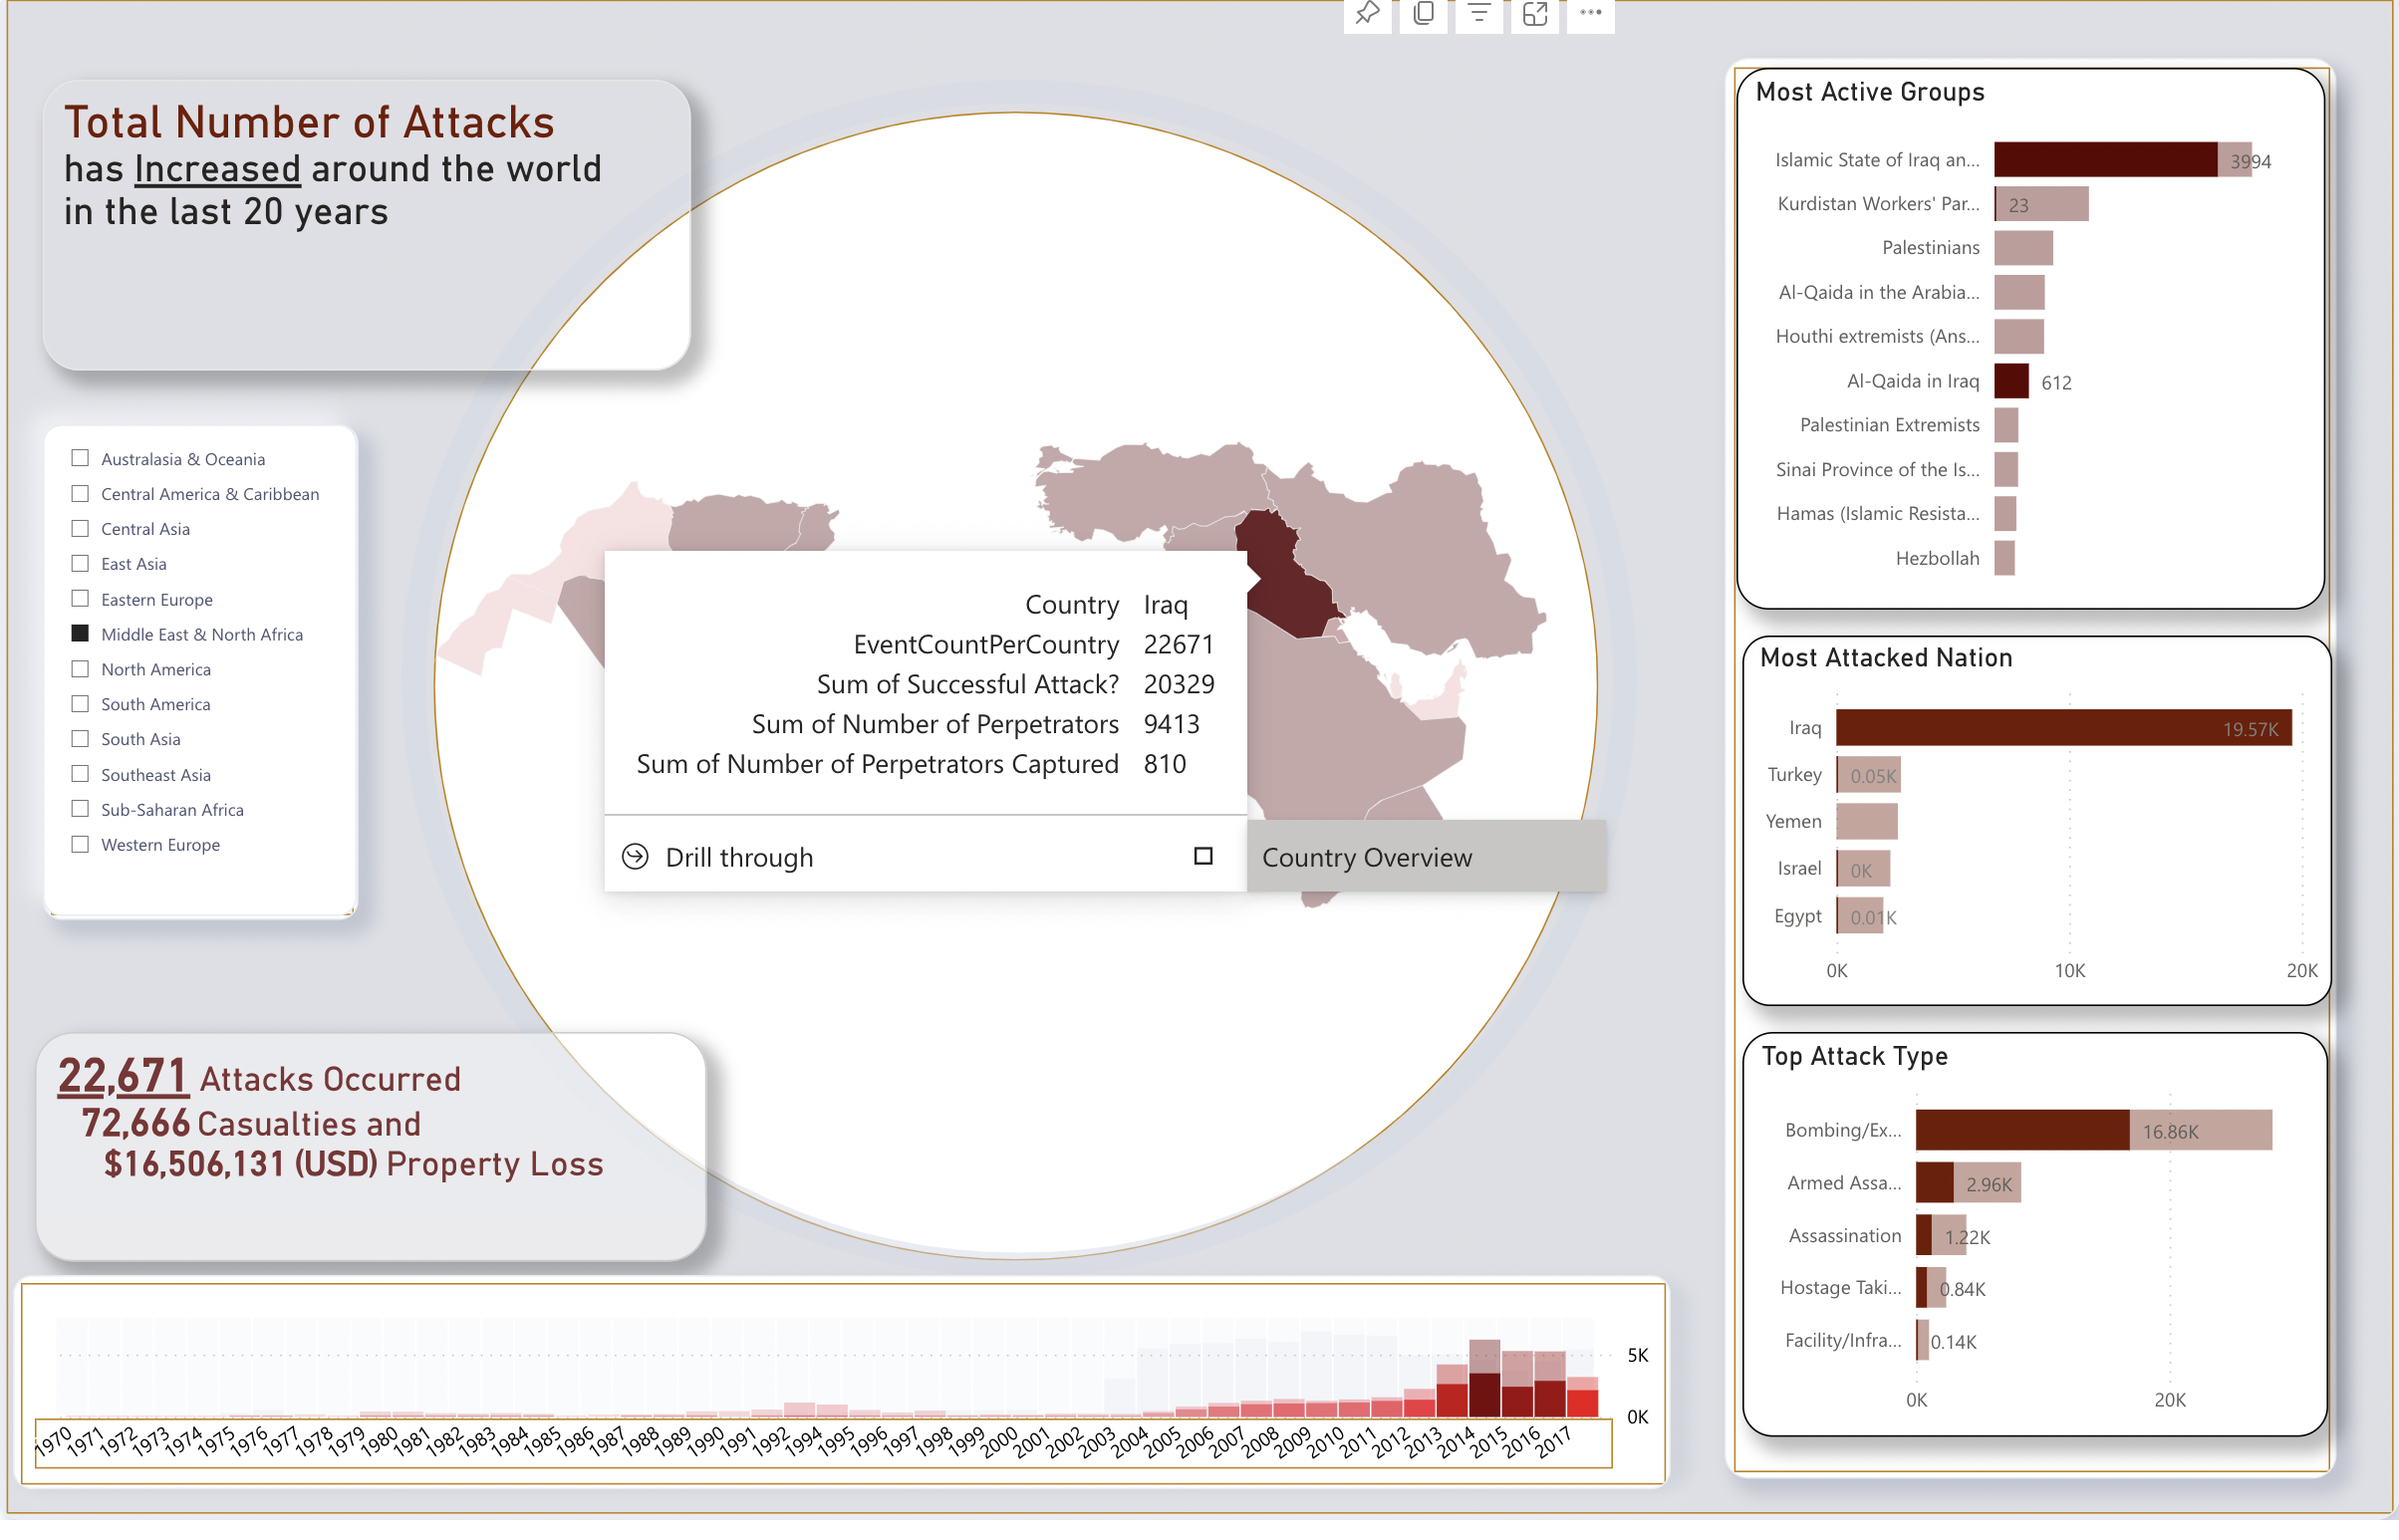 Total Number of Attacks
has Increased around the world
in the last 20 years
Australasia & Oceania
Central America & Caribbean
Central Asia
East Asia
Eastern Europe
Middle East & North Africa
North America
South America
South Asia
Southeast Asia
Sub-Saharan Africa
Western Europe
Country Iraq
EventCountPerCountry 22671
Sum of Successful Attack? 20329
Sum of Number of Perpetrators 9413
Sum of Number of Perpetrators Captured 810
Drill through
Country Overview
22,671 Attacks Occurred
72,666 Casualties and
$16,506,131 (USD) Property Loss
5K
0K
1970 1971 1972 1973 1974 1975 1976 1977 1978 1979 1980 1981 1982 1983 1984 1985 1986 1987 1988 1989 1990 1991 1992 1994 1995 1996 1997 1998 1999 2000 2001 2002 2003 2004 2005 2006 2007 2008 2009 2010 2011 2012 2013 2014 2015 2016 2017
Most Active Groups
Islamic State of Iraq an... 3994
Kurdistan Workers' Par... 23
Palestinians
Al-Qaida in the Arabia...
Houthi extremists (Ans...
Al-Qaida in Iraq 612
Palestinian Extremists
Sinai Province of the Is...
Hamas (Islamic Resista...
Hezbollah
Most Attacked Nation
Iraq 19.57K
Turkey 0.05K
Yemen
Israel 0K
Egypt 0.01K
0K 10K 20K
Top Attack Type
Bombing/Ex... 16.86K
Armed Assa... 2.96K
Assassination 1.22K
Hostage Taki... 0.84K
Facility/Infra... 0.14K
0K 20K